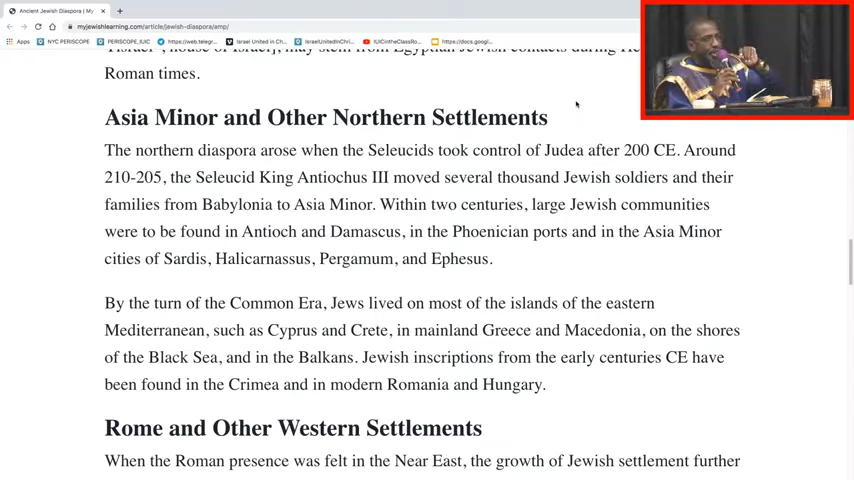 Ancient Jewish Diaspora | My
myjewishlearning.com/article/jewish-diaspora/amp/
Apps NYC PERISCOPE PERISCOPE_IUIC https://web.telegr... Israel United in Ch... IsraelUnitedInChri... IUICintheClassRo... https://docs.googl...
Roman times.
Asia Minor and Other Northern Settlements
The northern diaspora arose when the Seleucids took control of Judea after 200 CE. Around
210-205, the Seleucid King Antiochus III moved several thousand Jewish soldiers and their
families from Babylonia to Asia Minor. Within two centuries, large Jewish communities
were to be found in Antioch and Damascus, in the Phoenician ports and in the Asia Minor
cities of Sardis, Halicarnassus, Pergamum, and Ephesus.
By the turn of the Common Era, Jews lived on most of the islands of the eastern
Mediterranean, such as Cyprus and Crete, in mainland Greece and Macedonia, on the shores
of the Black Sea, and in the Balkans. Jewish inscriptions from the early centuries CE have
been found in the Crimea and in modern Romania and Hungary.
Rome and Other Western Settlements
When the Roman presence was felt in the Near East, the growth of Jewish settlement further